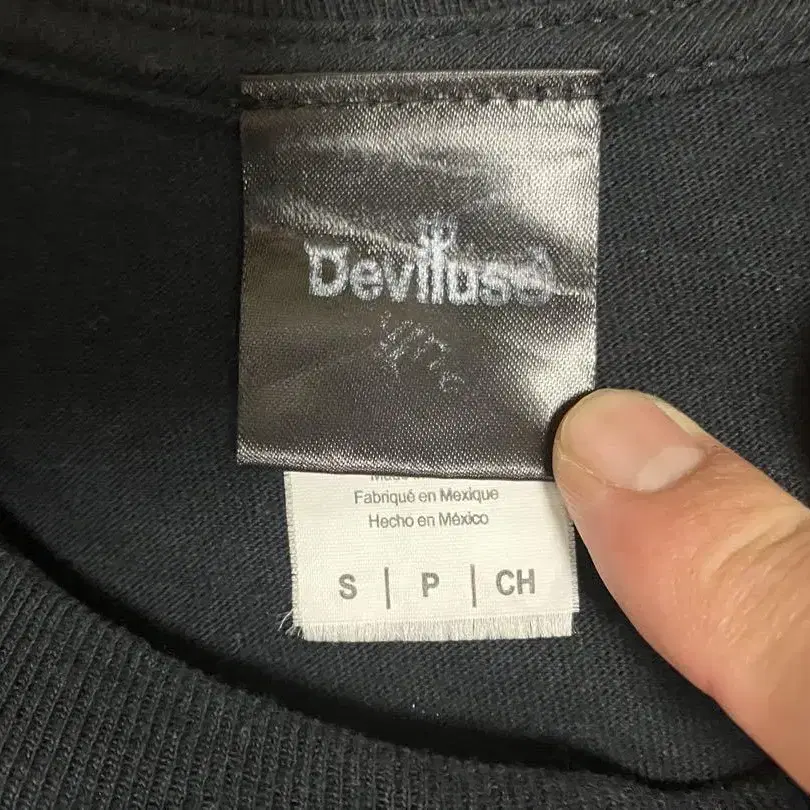 Deviluse
Fabriqué en Mexique
Hecho en México
S | P | CH